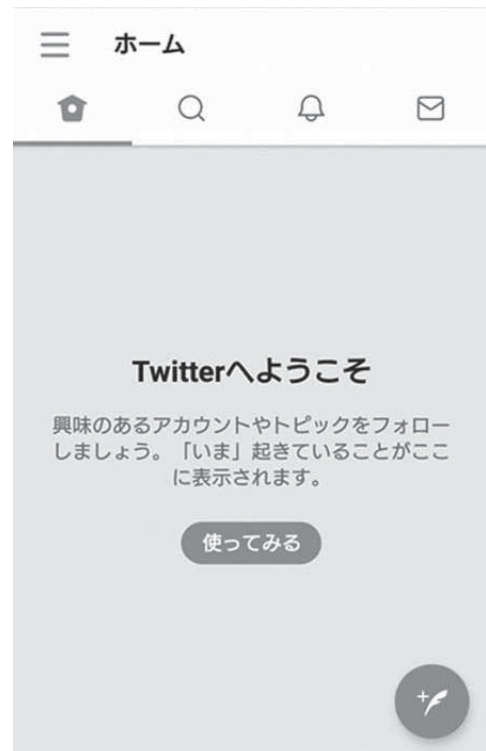 ホーム
Twitterへようこそ
興味のあるアカウントやトピックをフォロー
しましょう。「いま」起きていることがここ
に表示されます。
使ってみる